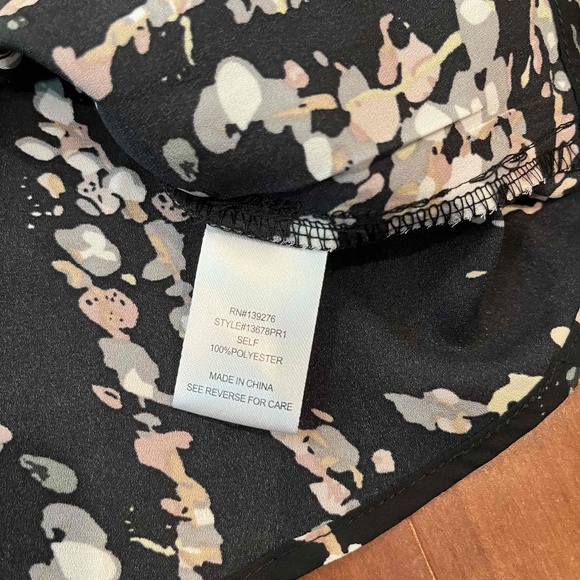 RN#139276
STYLE#13678PR1
SELF
100%POLYESTER
MADE IN CHINA
SEE REVERSE FOR CARE